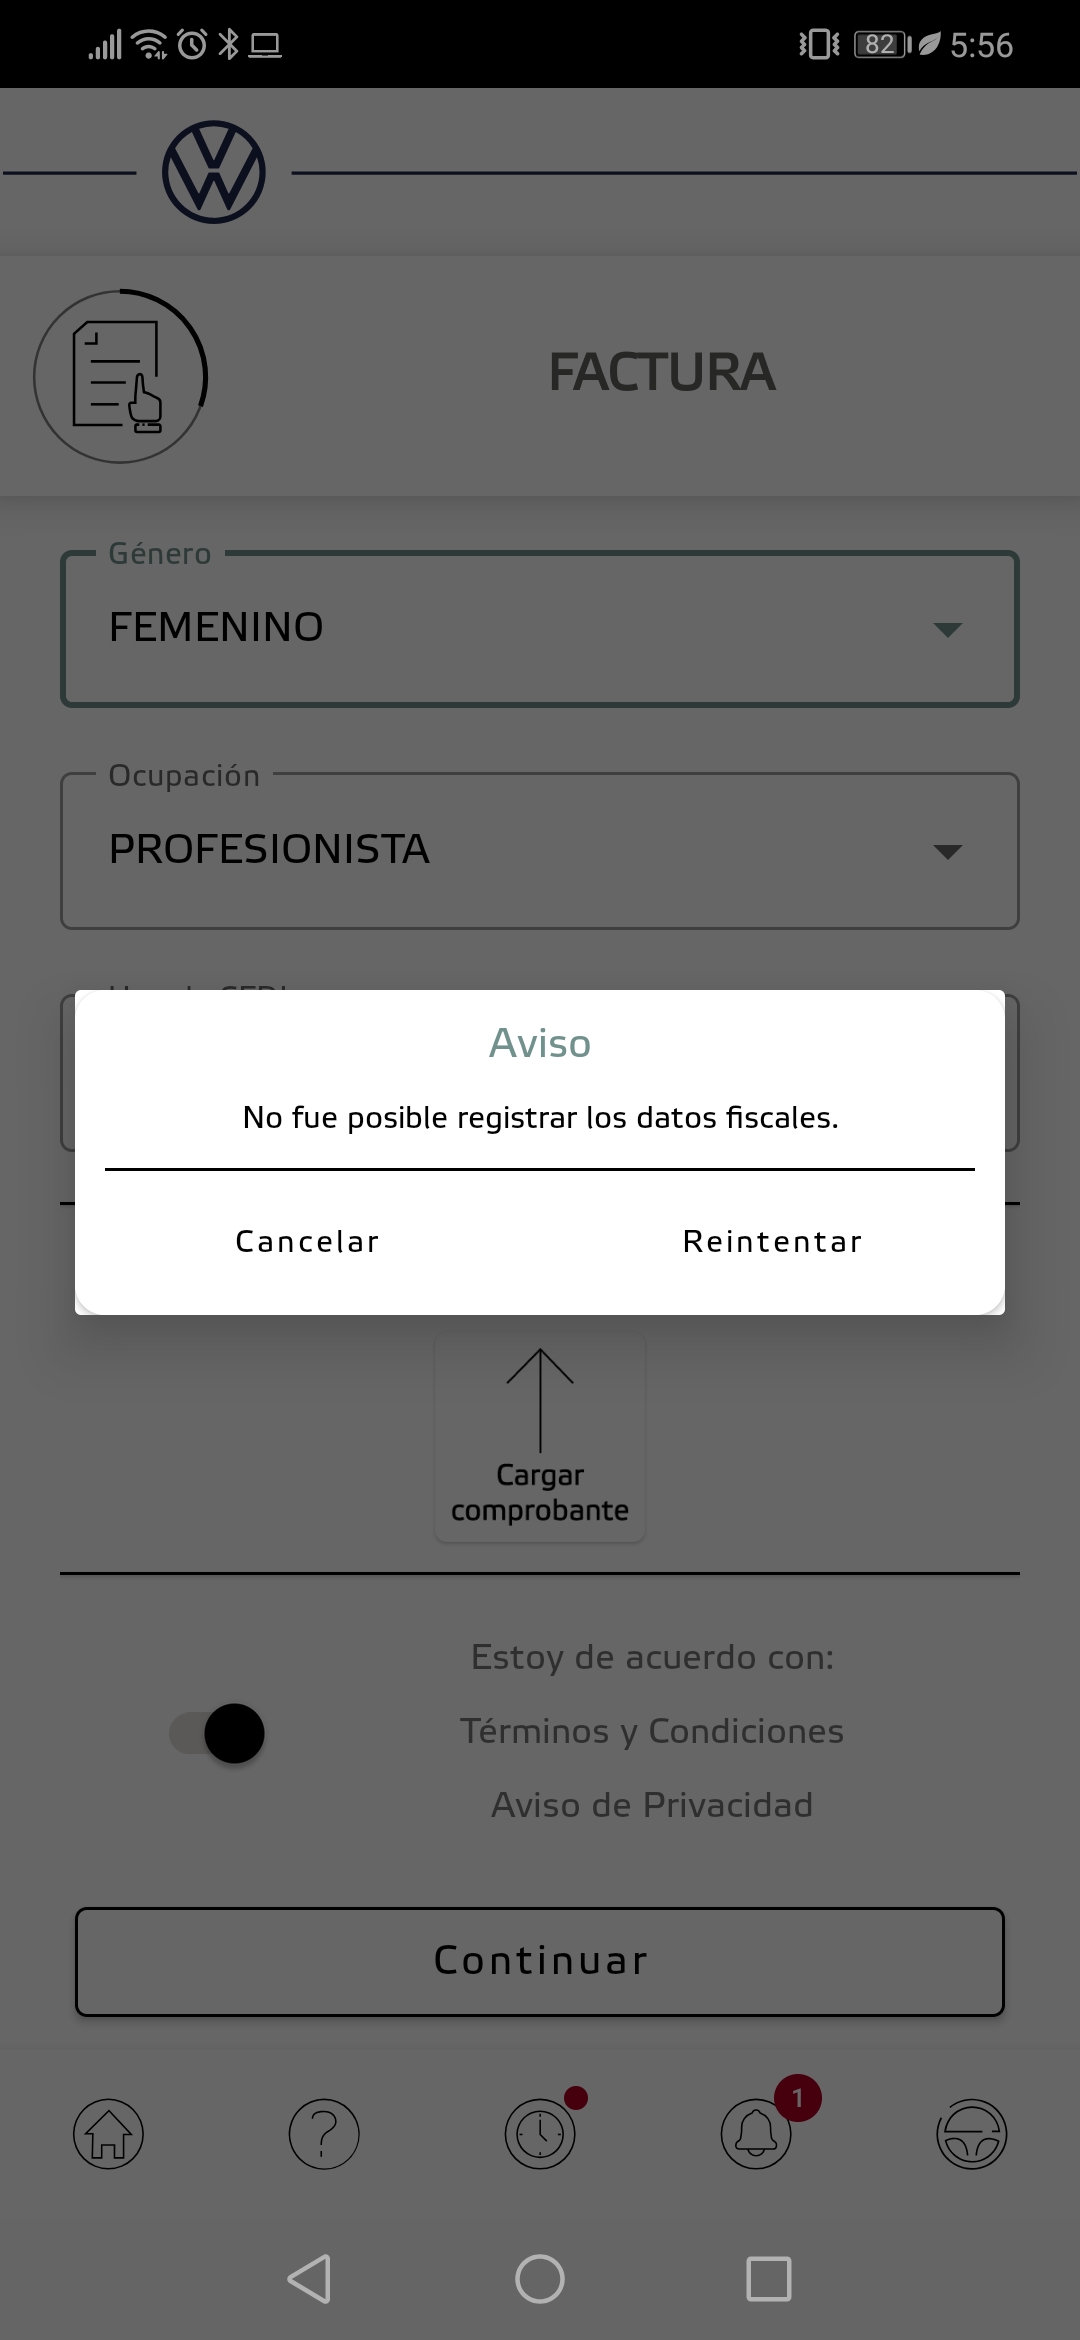 82 5:56
FACTURA
Género
FEMENINO
Ocupación
PROFESIONISTA
Aviso
No fue posible registrar los datos fiscales.
Cancelar Reintentar
Cargar
comprobante
Estoy de acuerdo con:
Términos y Condiciones
Aviso de Privacidad
Continuar
1